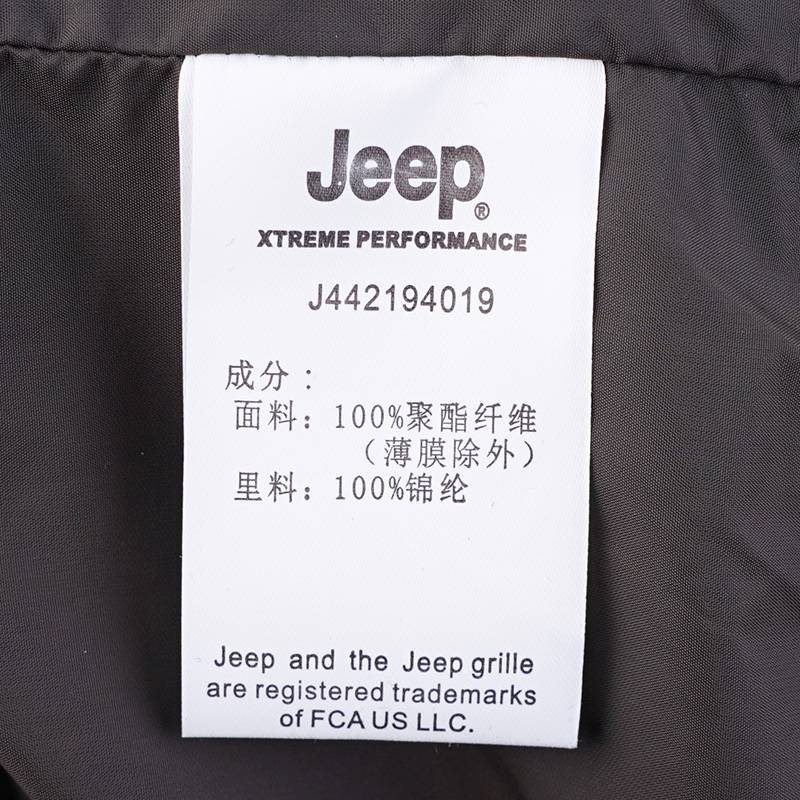 Jeep®
XTREME PERFORMANCE
J442194019
成分：
面料：100%聚酯纤维
（薄膜除外）
里料：100%锦纶
Jeep and the Jeep grille
are registered trademarks
of FCA US LLC.